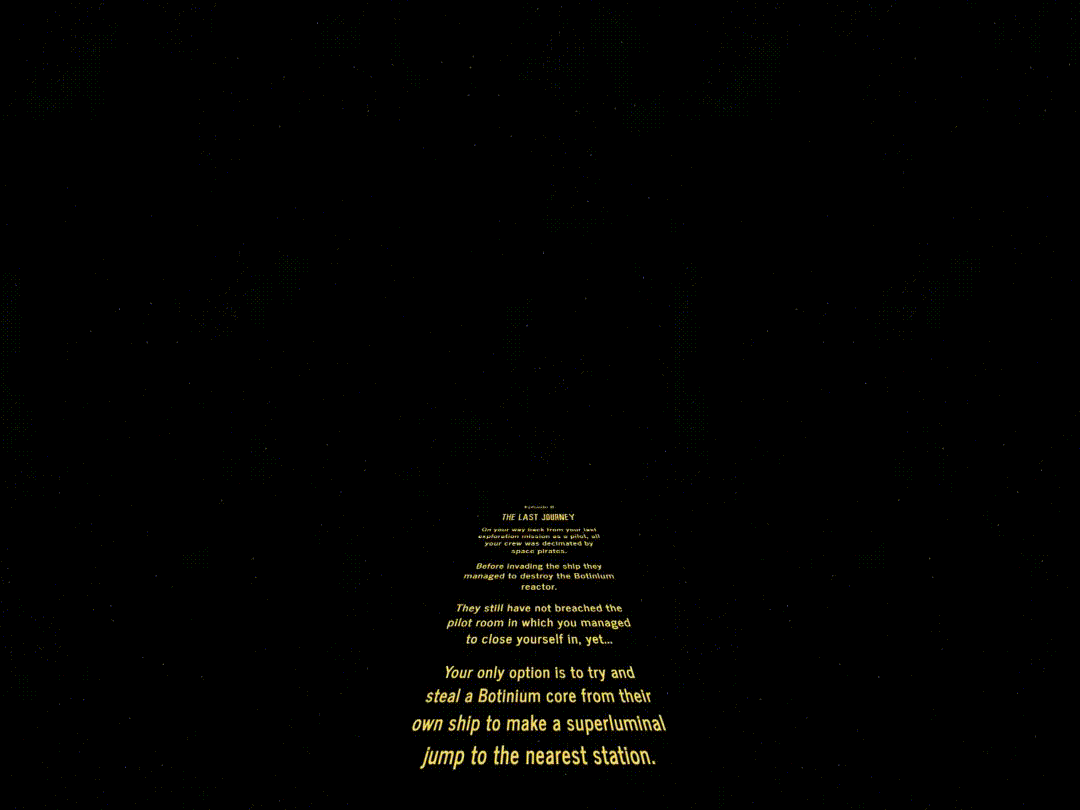 THE LAST JOURNEY
On your way back from your last
exploration mission as a pilot, all
your crew was decimated by
space pirates.
Before invading the ship they
managed to destroy the Botinium
reactor.
They still have not breached the
pilot room in which you managed
to close yourself in, yet...
Your only option is to try and
steal a Botinium core from their
own ship to make a superluminal
jump to the nearest station.